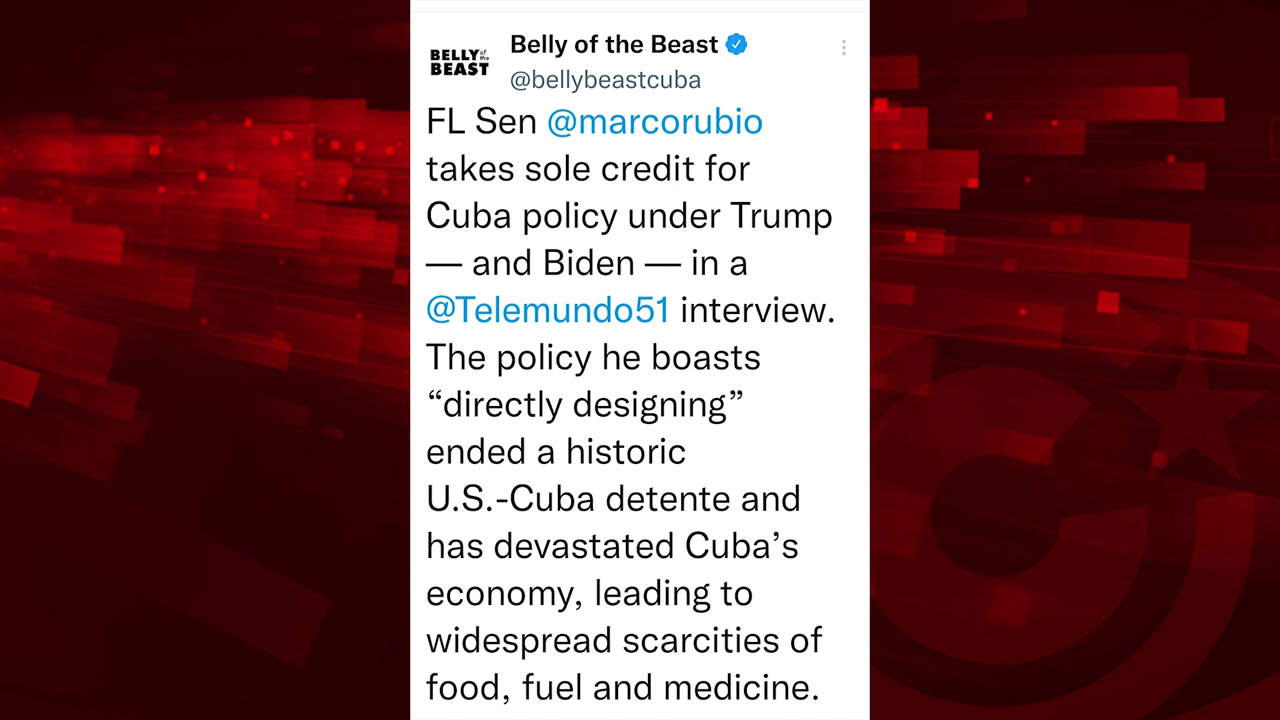 BELLY of the
BEAST
Belly of the Beast
@bellybeastcuba
FL Sen @marcorubio
takes sole credit for
Cuba policy under Trump
— and Biden — in a
@Telemundo51 interview.
The policy he boasts
“directly designing”
ended a historic
U.S.-Cuba detente and
has devastated Cuba’s
economy, leading to
widespread scarcities of
food, fuel and medicine.